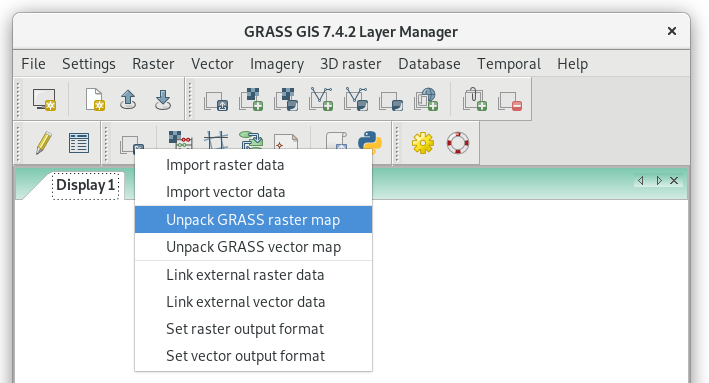 GRASS GIS 7.4.2 Layer Manager
File Settings Raster Vector Imagery 3D raster Database Temporal Help
Display 1
Import raster data
Import vector data
Unpack GRASS raster map
Unpack GRASS vector map
Link external raster data
Link external vector data
Set raster output format
Set vector output format